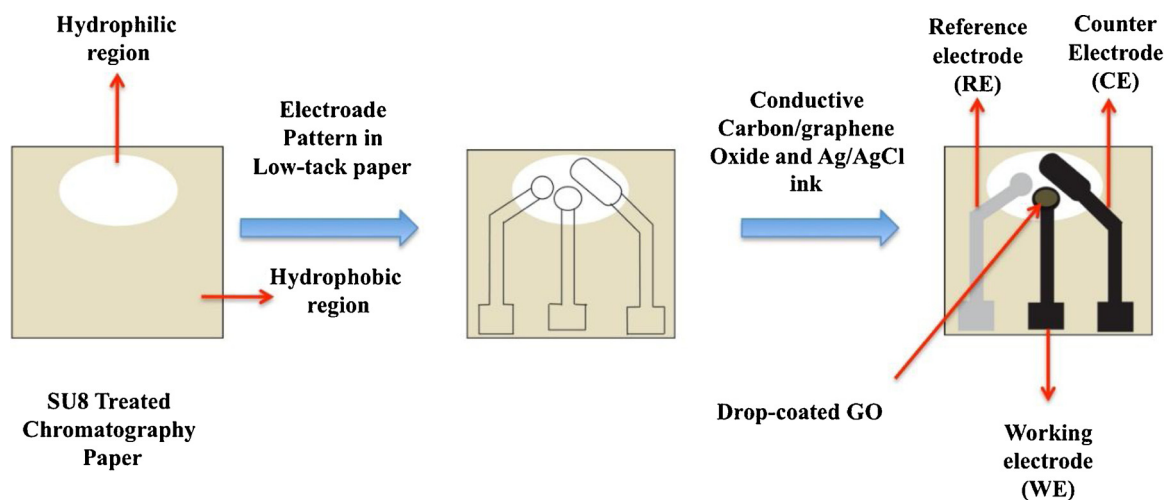 Hydrophilic
region
Electroade
Pattern in
Low-tack paper
Hydrophobic
region
SU8 Treated
Chromatography
Paper
Conductive
Carbon/graphene
Oxide and Ag/AgCl
ink
Reference
electrode
(RE)
Counter
Electrode
(CE)
Drop-coated GO
Working
electrode
(WE)